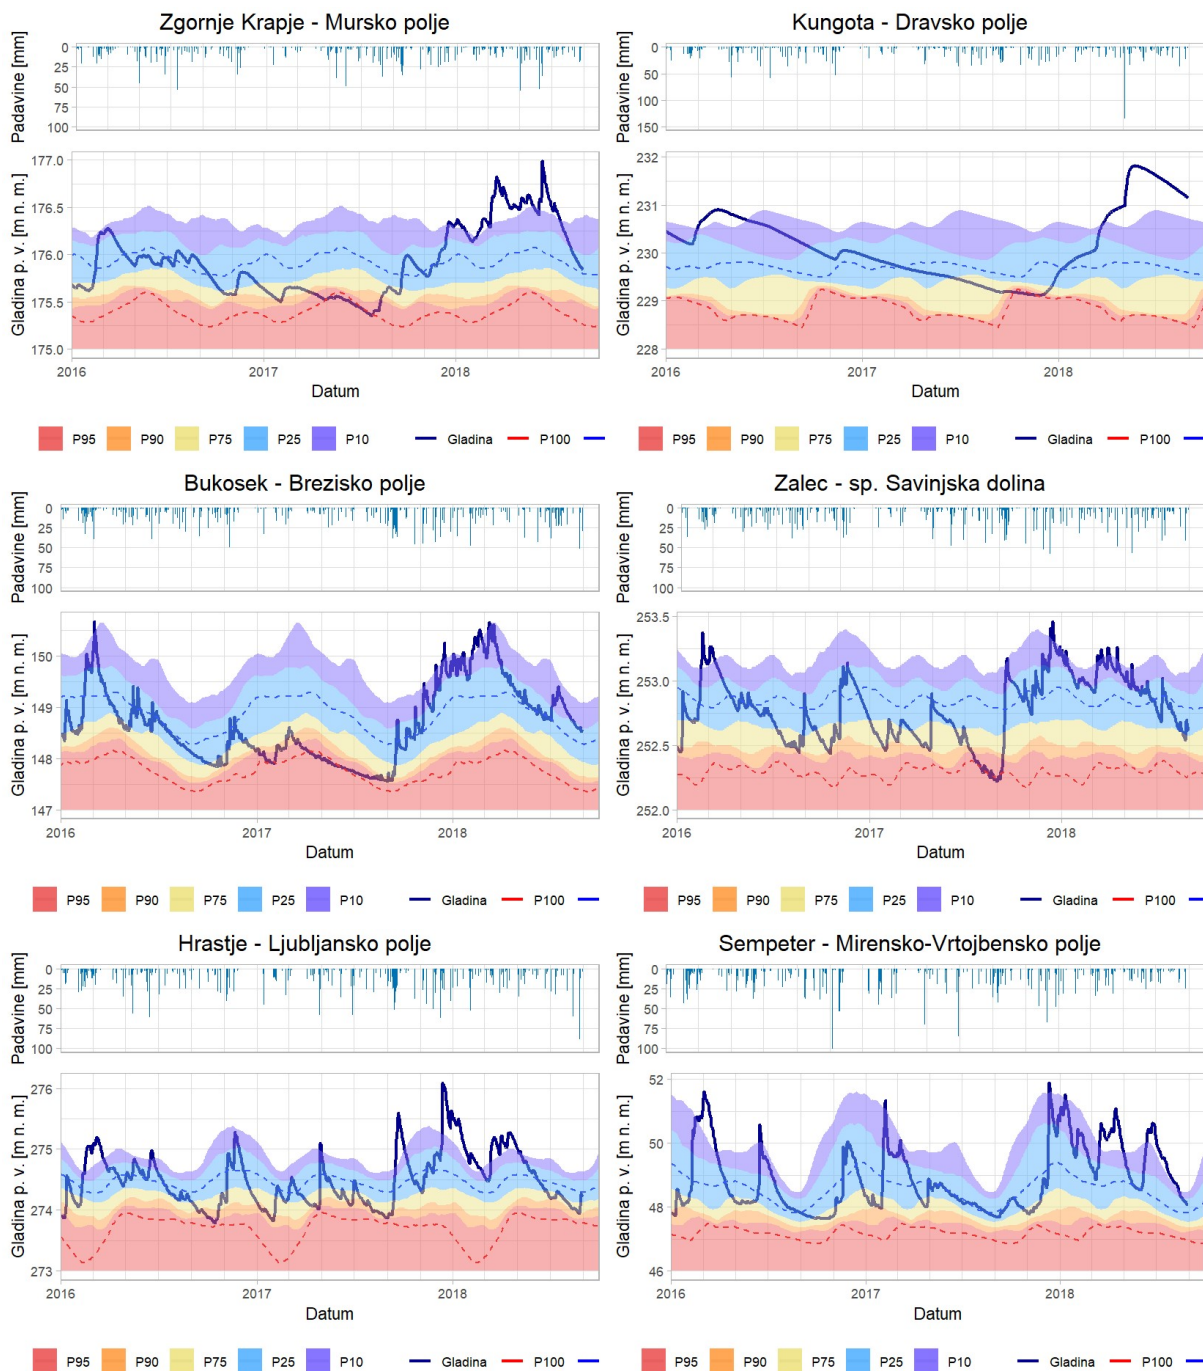 Zgornje Krapje - Mursko polje
Padavine [mm]
0
25
50
75
100
Gladina p. v. [m n. m.]
177.0
176.5
176.0
175.5
175.0
2016 2017 2018
Datum
P95 P90 P75 P25 P10 Gladina P100
Kungota - Dravsko polje
Padavine [mm]
0
50
100
150
Gladina p. v. [m n. m.]
232
231
230
229
228
2016 2017 2018
Datum
P95 P90 P75 P25 P10 Gladina P100
Bukosek - Brezisko polje
Padavine [mm]
0
25
50
75
100
Gladina p. v. [m n. m.]
150
149
148
147
2016 2017 2018
Datum
P95 P90 P75 P25 P10 Gladina P100
Zalec - sp. Savinjska dolina
Padavine [mm]
0
25
50
75
100
Gladina p. v. [m n. m.]
253.5
253.0
252.5
252.0
2016 2017 2018
Datum
P95 P90 P75 P25 P10 Gladina P100
Hrastje - Ljubljansko polje
Padavine [mm]
0
25
50
75
100
Gladina p. v. [m n. m.]
276
275
274
273
2016 2017 2018
Datum
P95 P90 P75 P25 P10 Gladina P100
Sempeter - Mirensko-Vrtojbensko polje
Padavine [mm]
0
25
50
75
100
Gladina p. v. [m n. m.]
52
50
48
46
2016 2017 2018
Datum
P95 P90 P75 P25 P10 Gladina P100